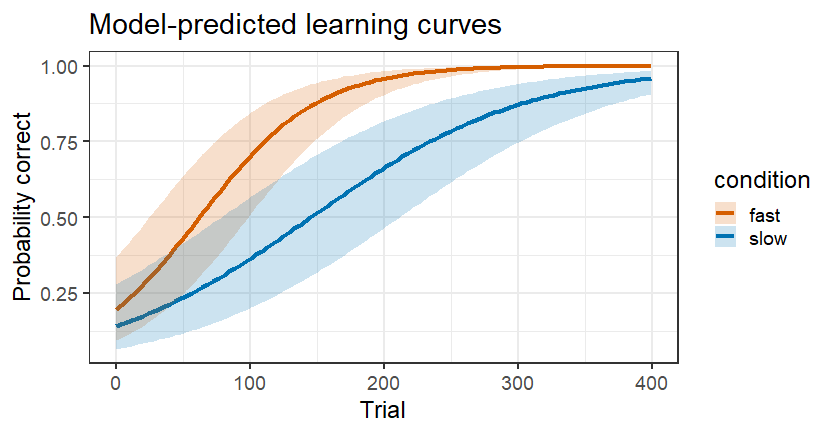 Model-predicted learning curves
Probability correct
1.00
0.75
0.50
0.25
0
100
200
300
400
Trial
condition
fast
slow